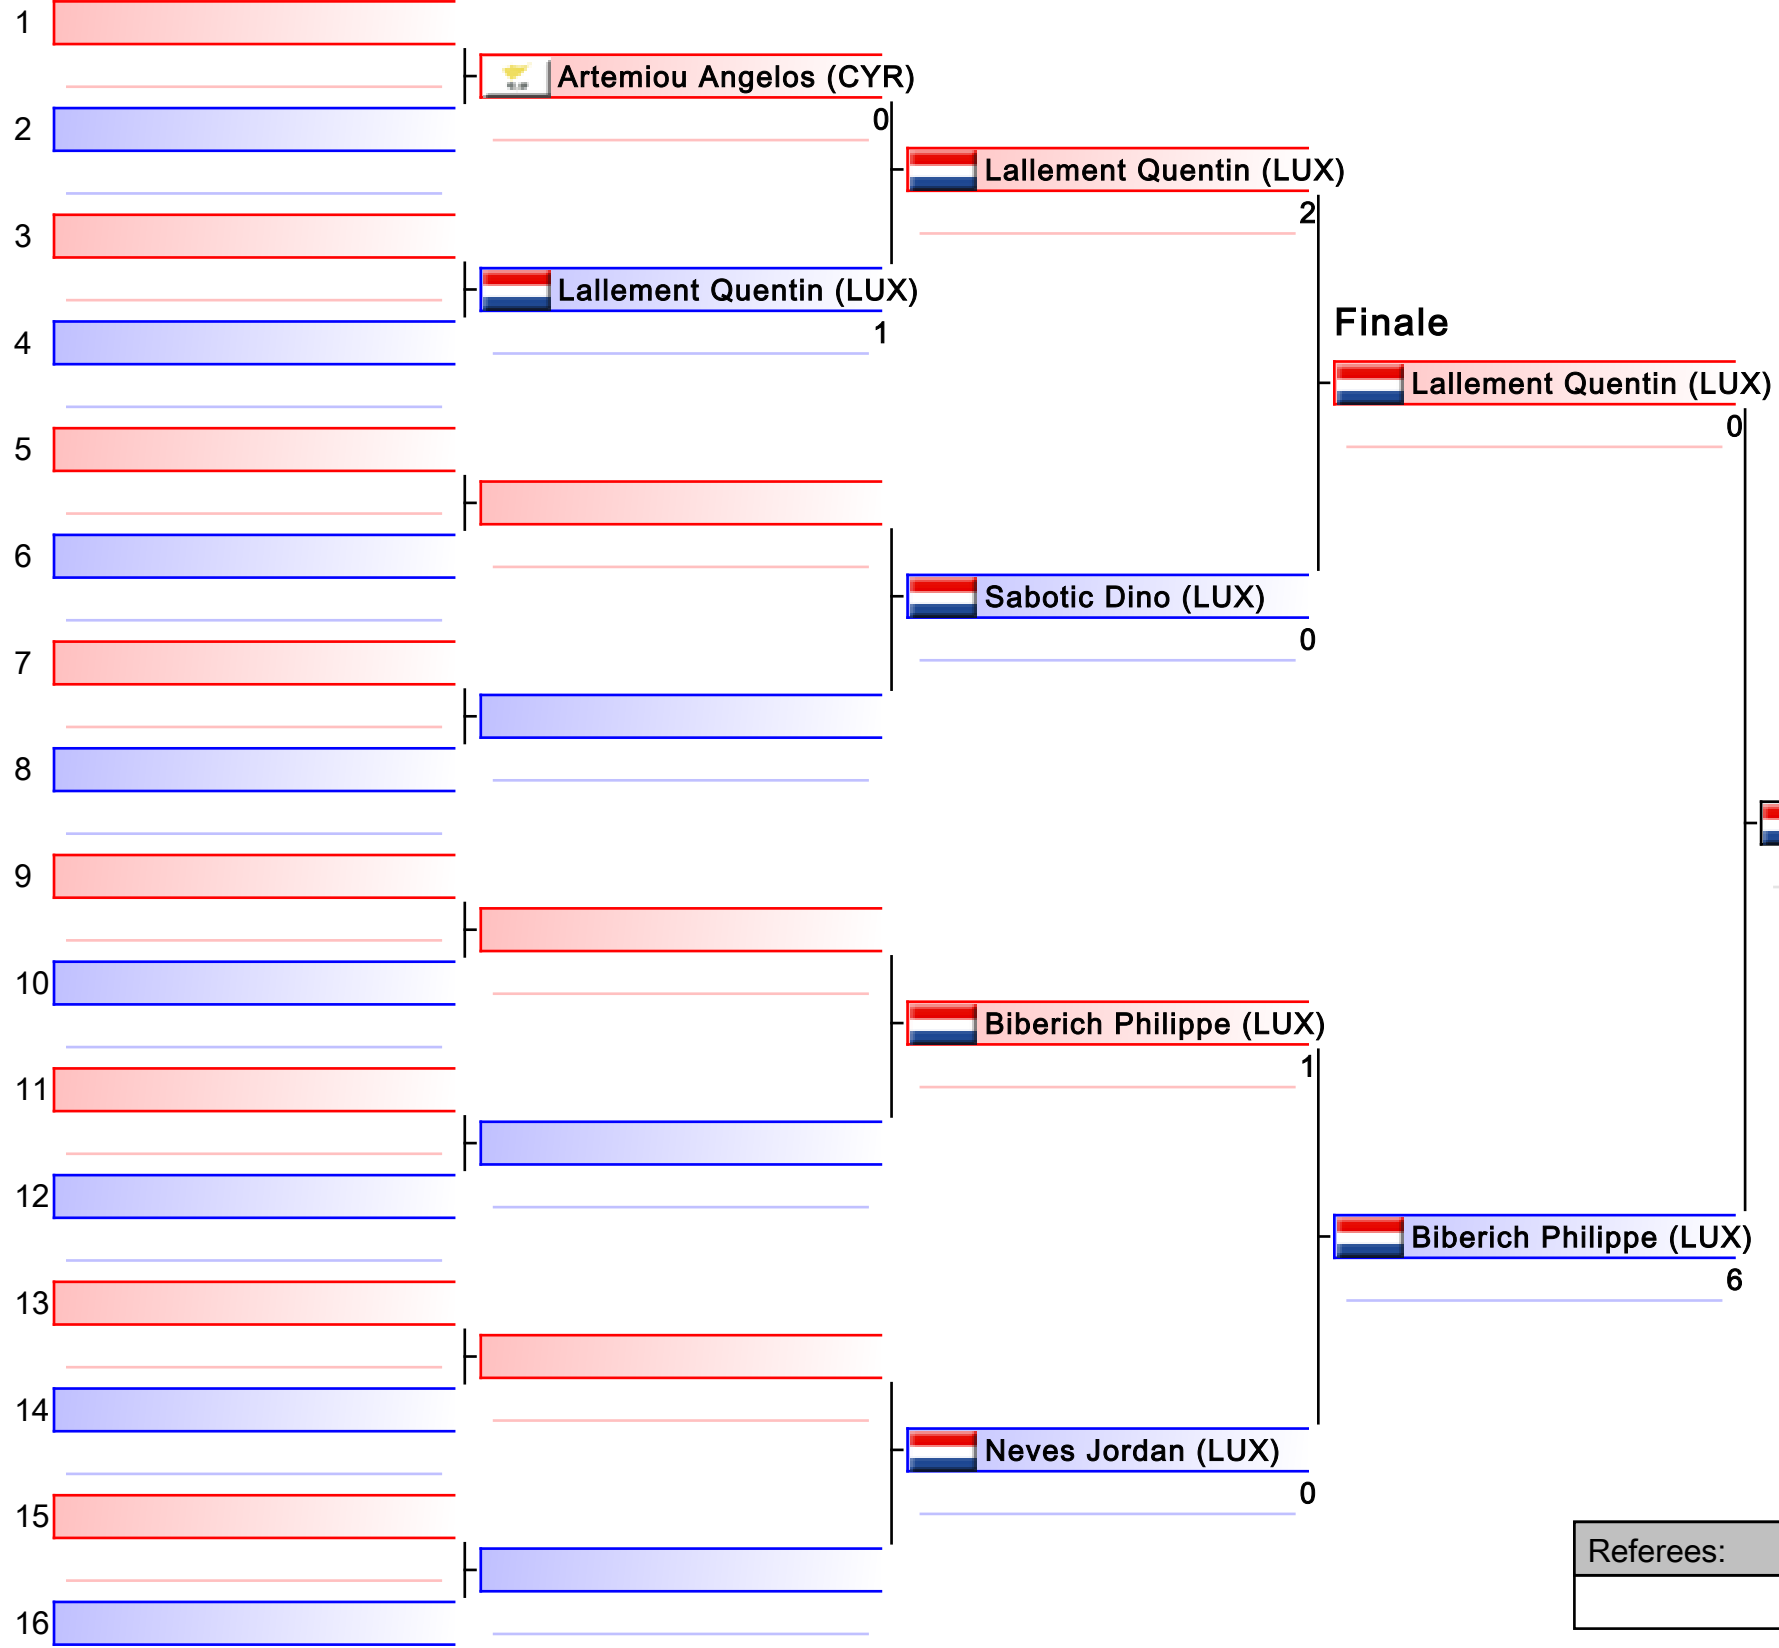 1
Artemiou Angelos (CYR)
0
2
Lallement Quentin (LUX)
2
3
Lallement Quentin (LUX)
1
4
Finale
Lallement Quentin (LUX)
0
5
6
Sabotic Dino (LUX)
0
7
8
9
10
Biberich Philippe (LUX)
1
11
12
Biberich Philippe (LUX)
6
13
14
Neves Jordan (LUX)
0
15
Referees:
16